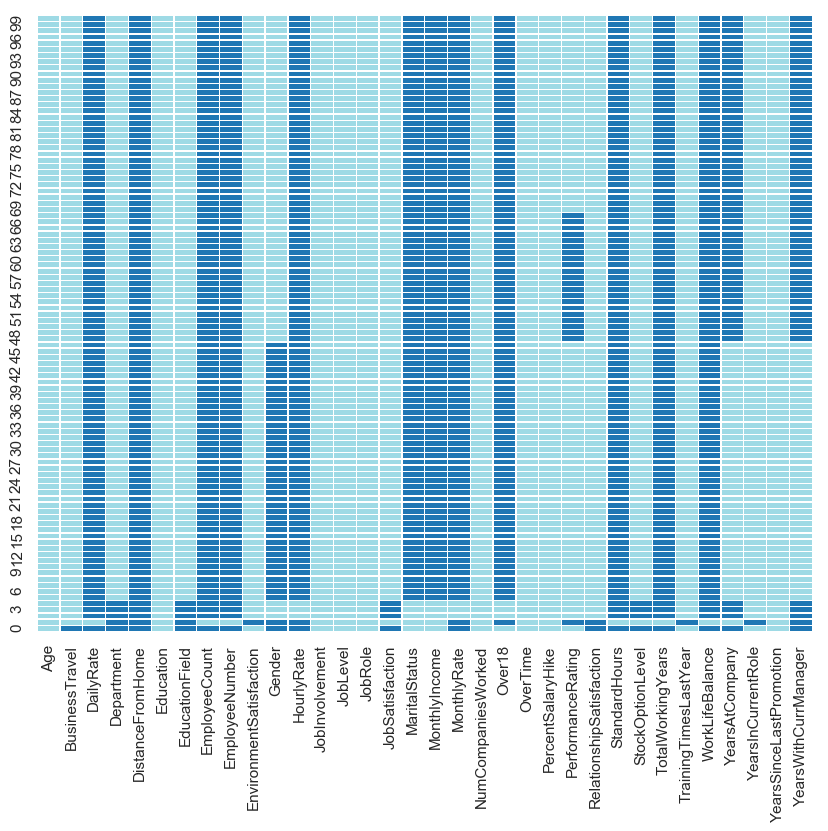 99
96
93
90
87
84
81
78
75
72
69
66
63
60
57
54
51
48
45
42
39
36
33
30
27
24
21
18
15
12
9
6
3
0
Age
BusinessTravel
DailyRate
Department
DistanceFromHome
Education
EducationField
EmployeeCount
EmployeeNumber
EnvironmentSatisfaction
Gender
HourlyRate
JobInvolvement
JobLevel
JobRole
JobSatisfaction
MaritalStatus
MonthlyIncome
MonthlyRate
NumCompaniesWorked
Over18
OverTime
PercentSalaryHike
PerformanceRating
RelationshipSatisfaction
StandardHours
StockOptionLevel
TotalWorkingYears
TrainingTimesLastYear
WorkLifeBalance
YearsAtCompany
YearsInCurrentRole
YearsSinceLastPromotion
YearsWithCurrManager